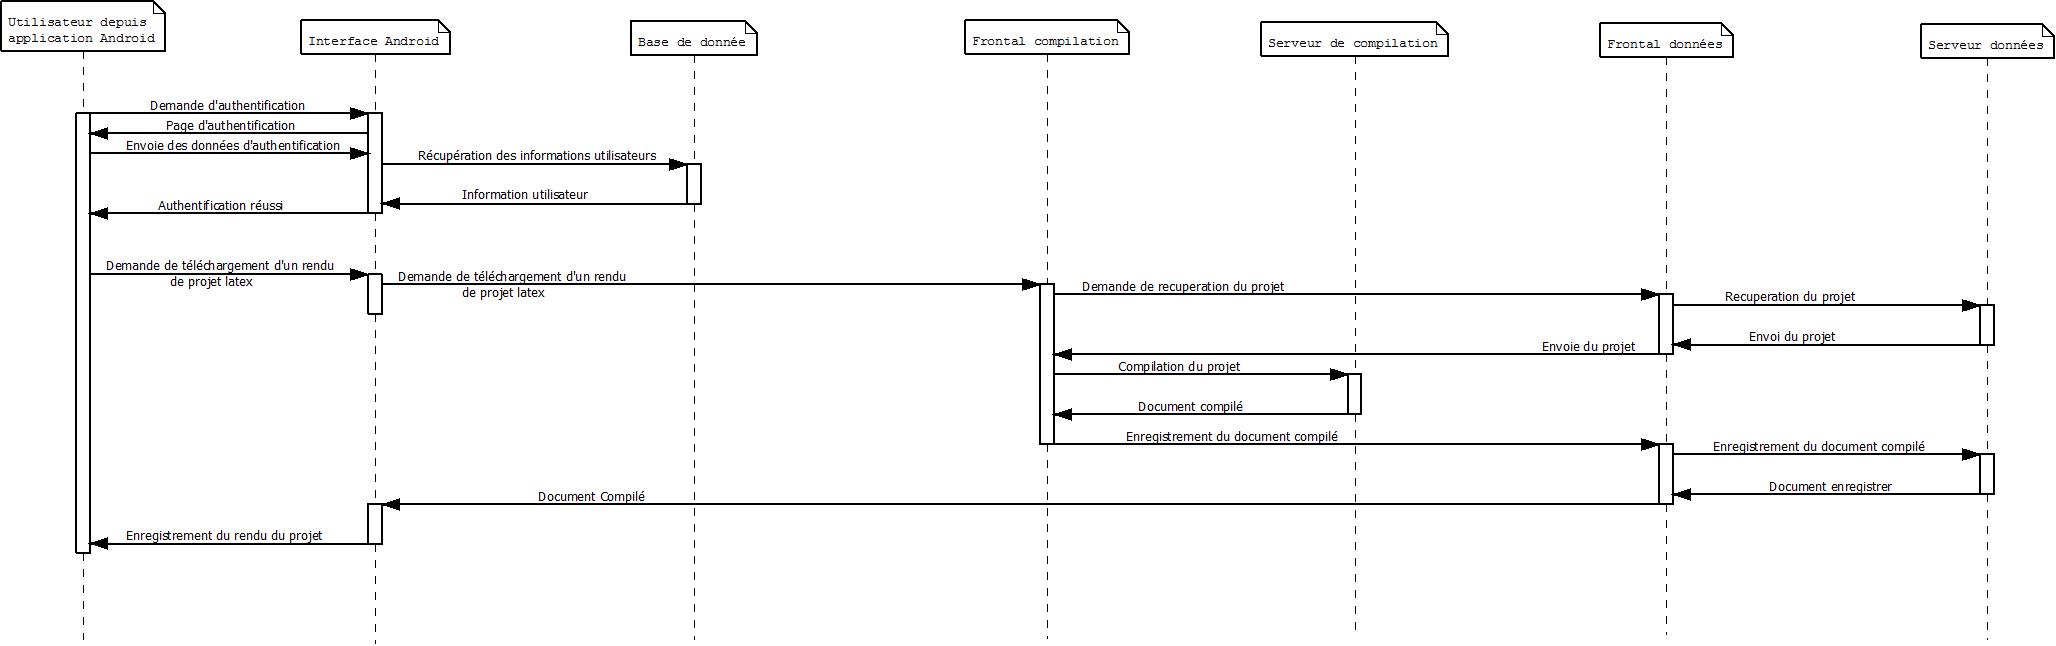 Utilisateur depuis
application Android
Interface Android
Base de donnée
Frontal compilation
Serveur de compilation
Frontal données
Serveur données
Demande d'authentification
Page d'authentification
Envoie des données d'authentification
Récupération des informations utilisateurs
Information utilisateur
Authentification réussi
Demande de téléchargement d'un rendu
de projet latex
Demande de téléchargement d'un rendu
de projet latex
Demande de recuperation du projet
Recuperation du projet
Envoi du projet
Envoie du projet
Compilation du projet
Document compilé
Enregistrement du document compilé
Enregistrement du document compilé
Document enregistrer
Document Compilé
Enregistrement du rendu du projet